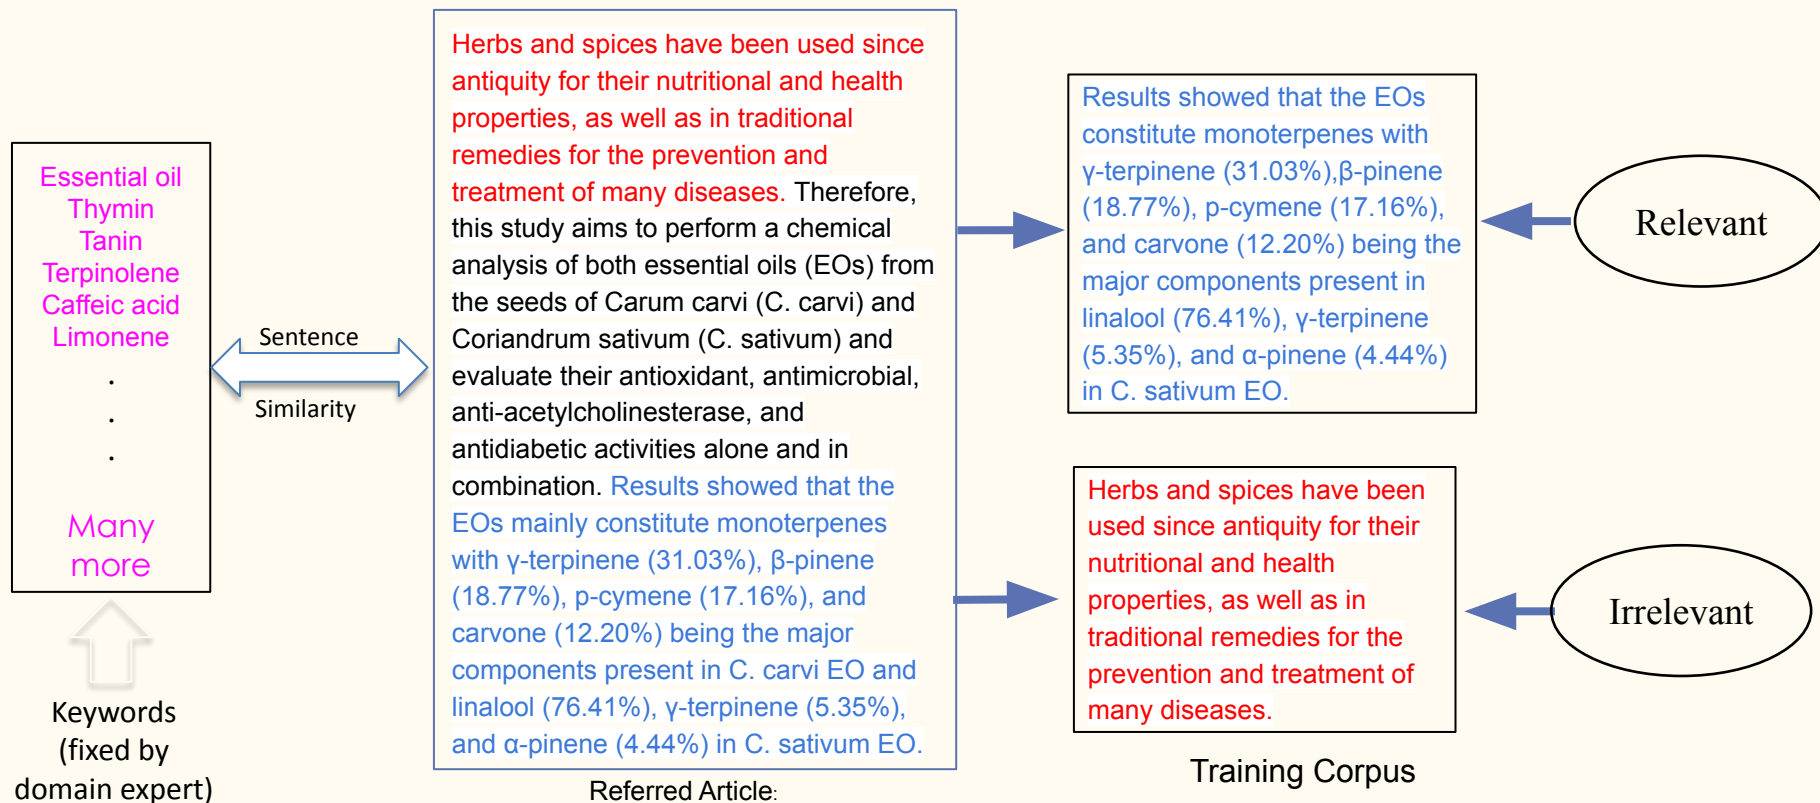 Essential oil
Thymin
Tanin
Terpinolene
Caffeic acid
Limonene
.
.
.
Many
more
Keywords
(fixed by
domain expert)
Sentence
Similarity
Herbs and spices have been used since
antiquity for their nutritional and health
properties, as well as in traditional
remedies for the prevention and
treatment of many diseases. Therefore,
this study aims to perform a chemical
analysis of both essential oils (EOs) from
the seeds of Carum carvi (C. carvi) and
Coriandrum sativum (C. sativum) and
evaluate their antioxidant, antimicrobial,
anti-acetylcholinesterase, and
antidiabetic activities alone and in
combination. Results showed that the
EOs mainly constitute monoterpenes
with γ-terpinene (31.03%), β-pinene
(18.77%), p-cymene (17.16%), and
carvone (12.20%) being the major
components present in C. carvi EO and
linalool (76.41%), γ-terpinene (5.35%),
and α-pinene (4.44%) in C. sativum EO.
Referred Article:
Results showed that the EOs
constitute monoterpenes with
γ-terpinene (31.03%),β-pinene
(18.77%), p-cymene (17.16%),
and carvone (12.20%) being the
major components present in
linalool (76.41%), γ-terpinene
(5.35%), and α-pinene (4.44%)
in C. sativum EO.
Relevant
Herbs and spices have been
used since antiquity for their
nutritional and health
properties, as well as in
traditional remedies for the
prevention and treatment of
many diseases.
Irrelevant
Training Corpus